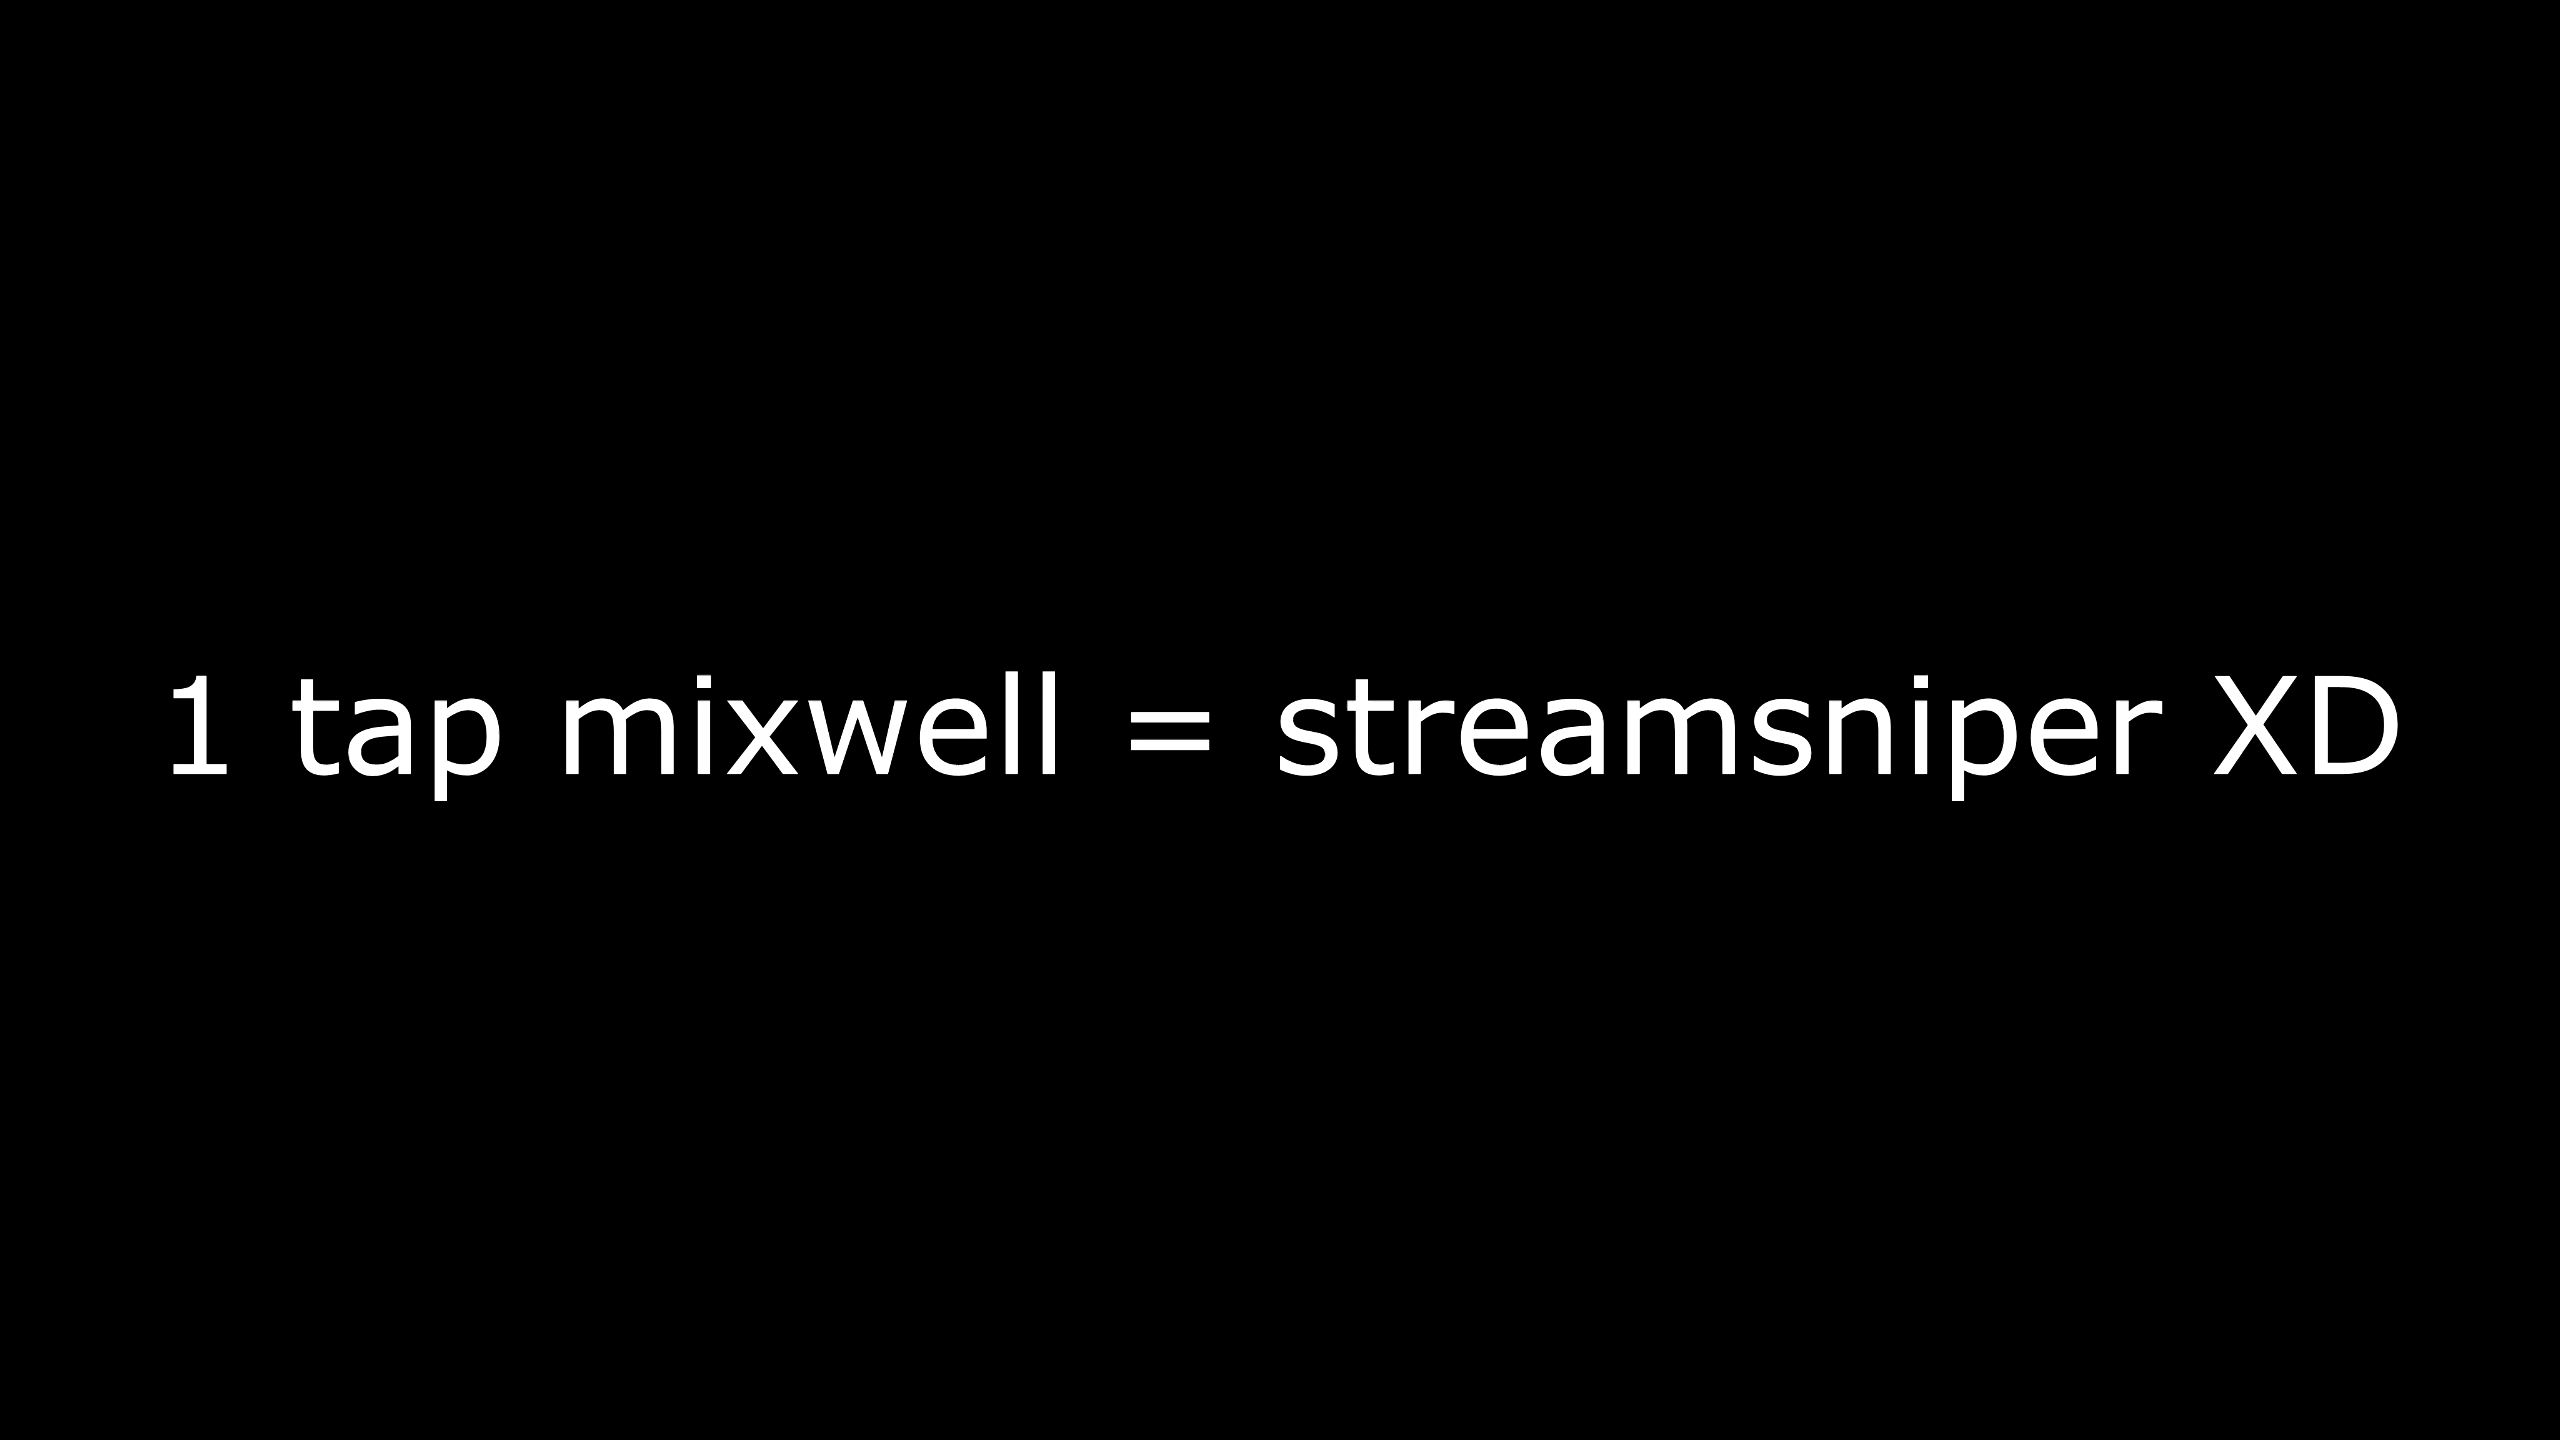 1 tap mixwell = streamsniper XD